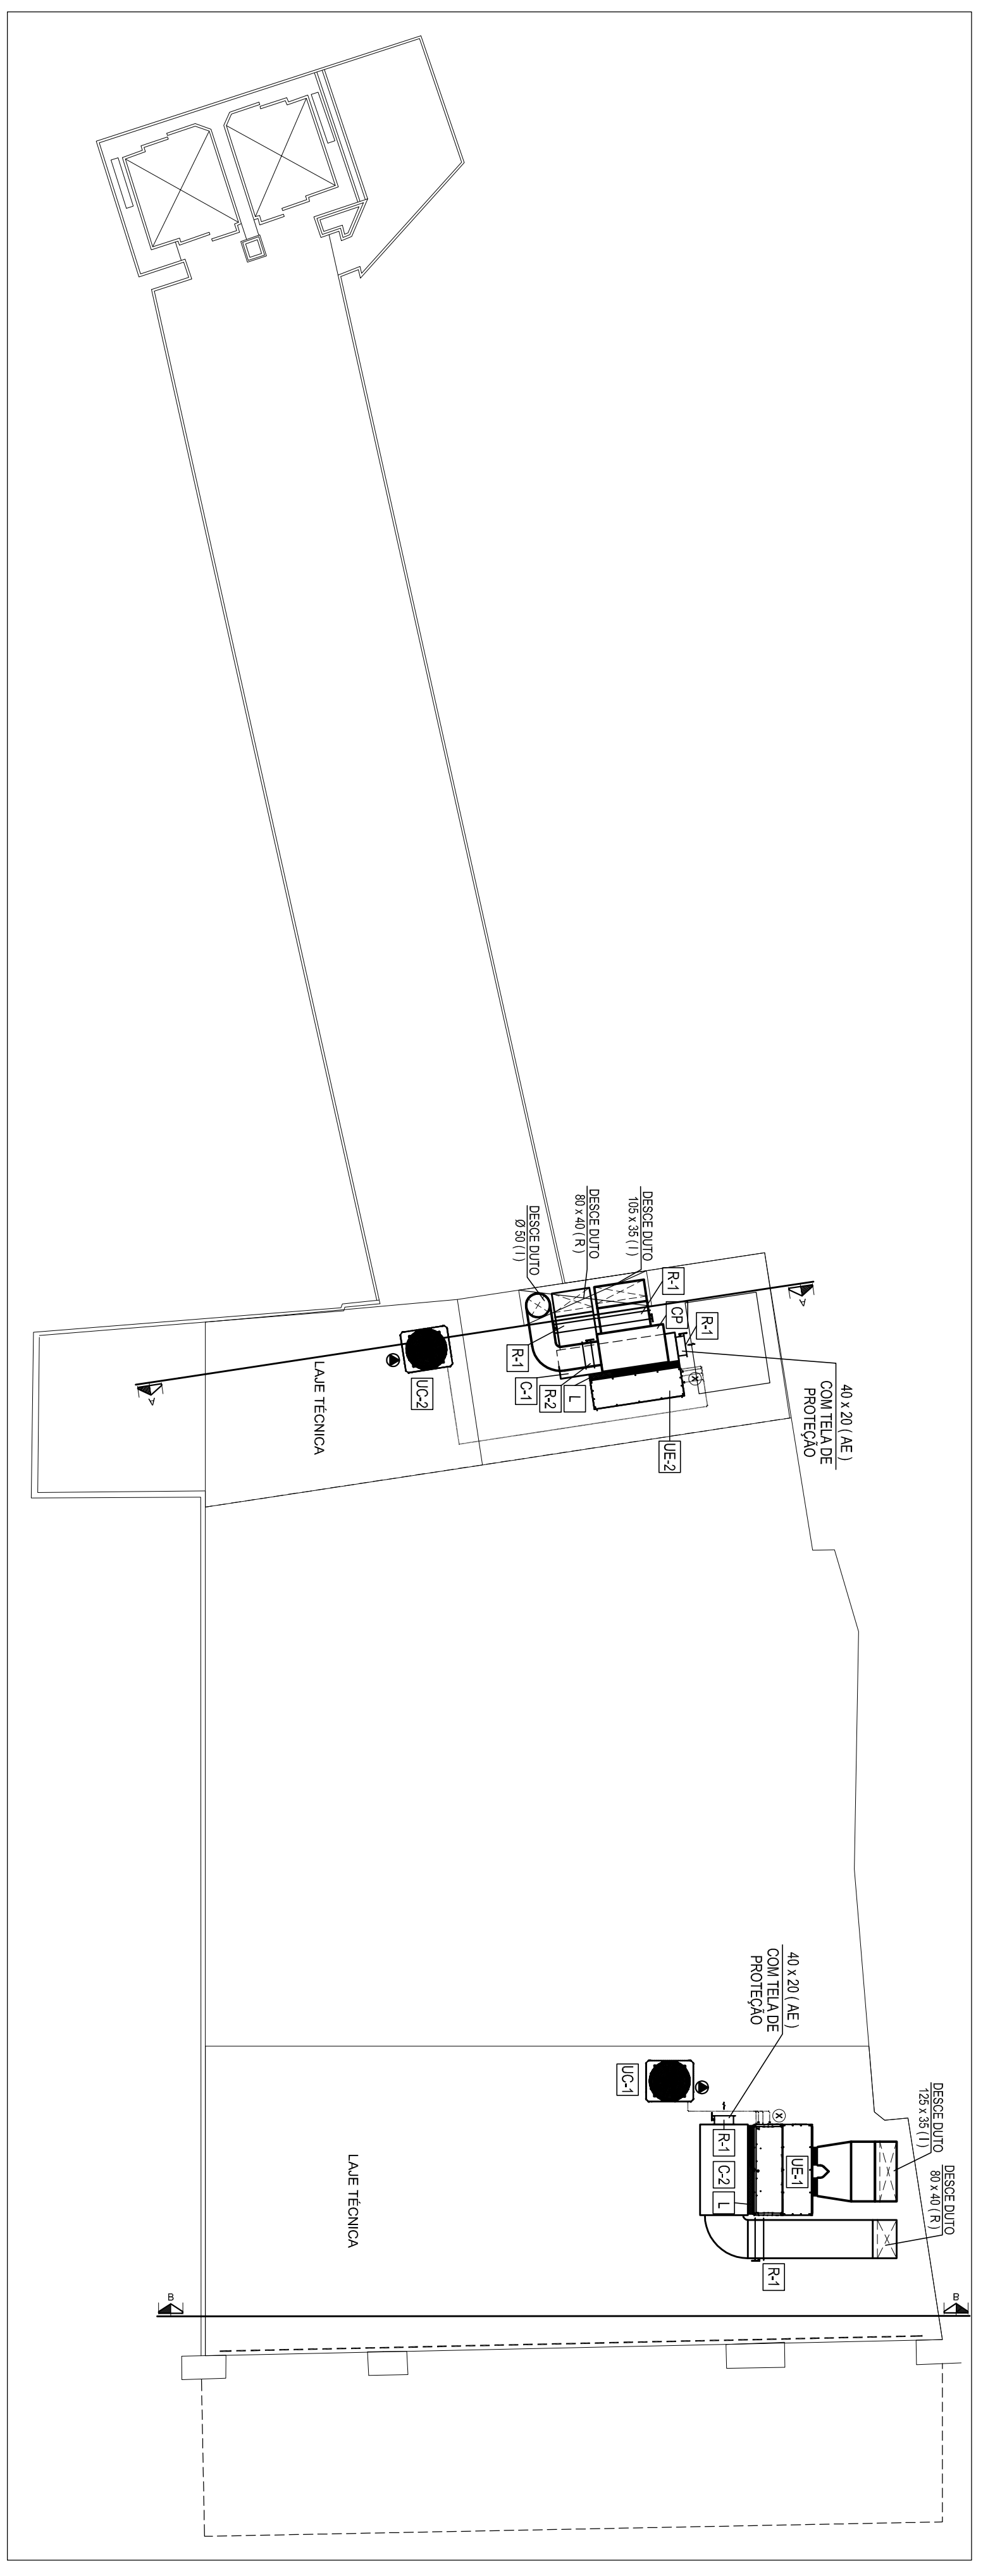 DESCE DUTO
105 x 35 ( I )
DESCE DUTO
80 x 40 ( R )
DESCE DUTO
Ø 50 ( I )
R-1
CP
R-1
R-1
C-1
R-2
L
UE-2
UC-2
40 x 20 ( AE )
COM TELA DE
PROTEÇÃO
X
A
A
LAJE TÉCNICA
40 x 20 ( AE )
COM TELA DE
PROTEÇÃO
UC-1
X
R-1
C-2
L
UE-1
R-1
DESCE DUTO
125 x 35 ( I )
DESCE DUTO
80 x 40 ( R )
LAJE TÉCNICA
B
B